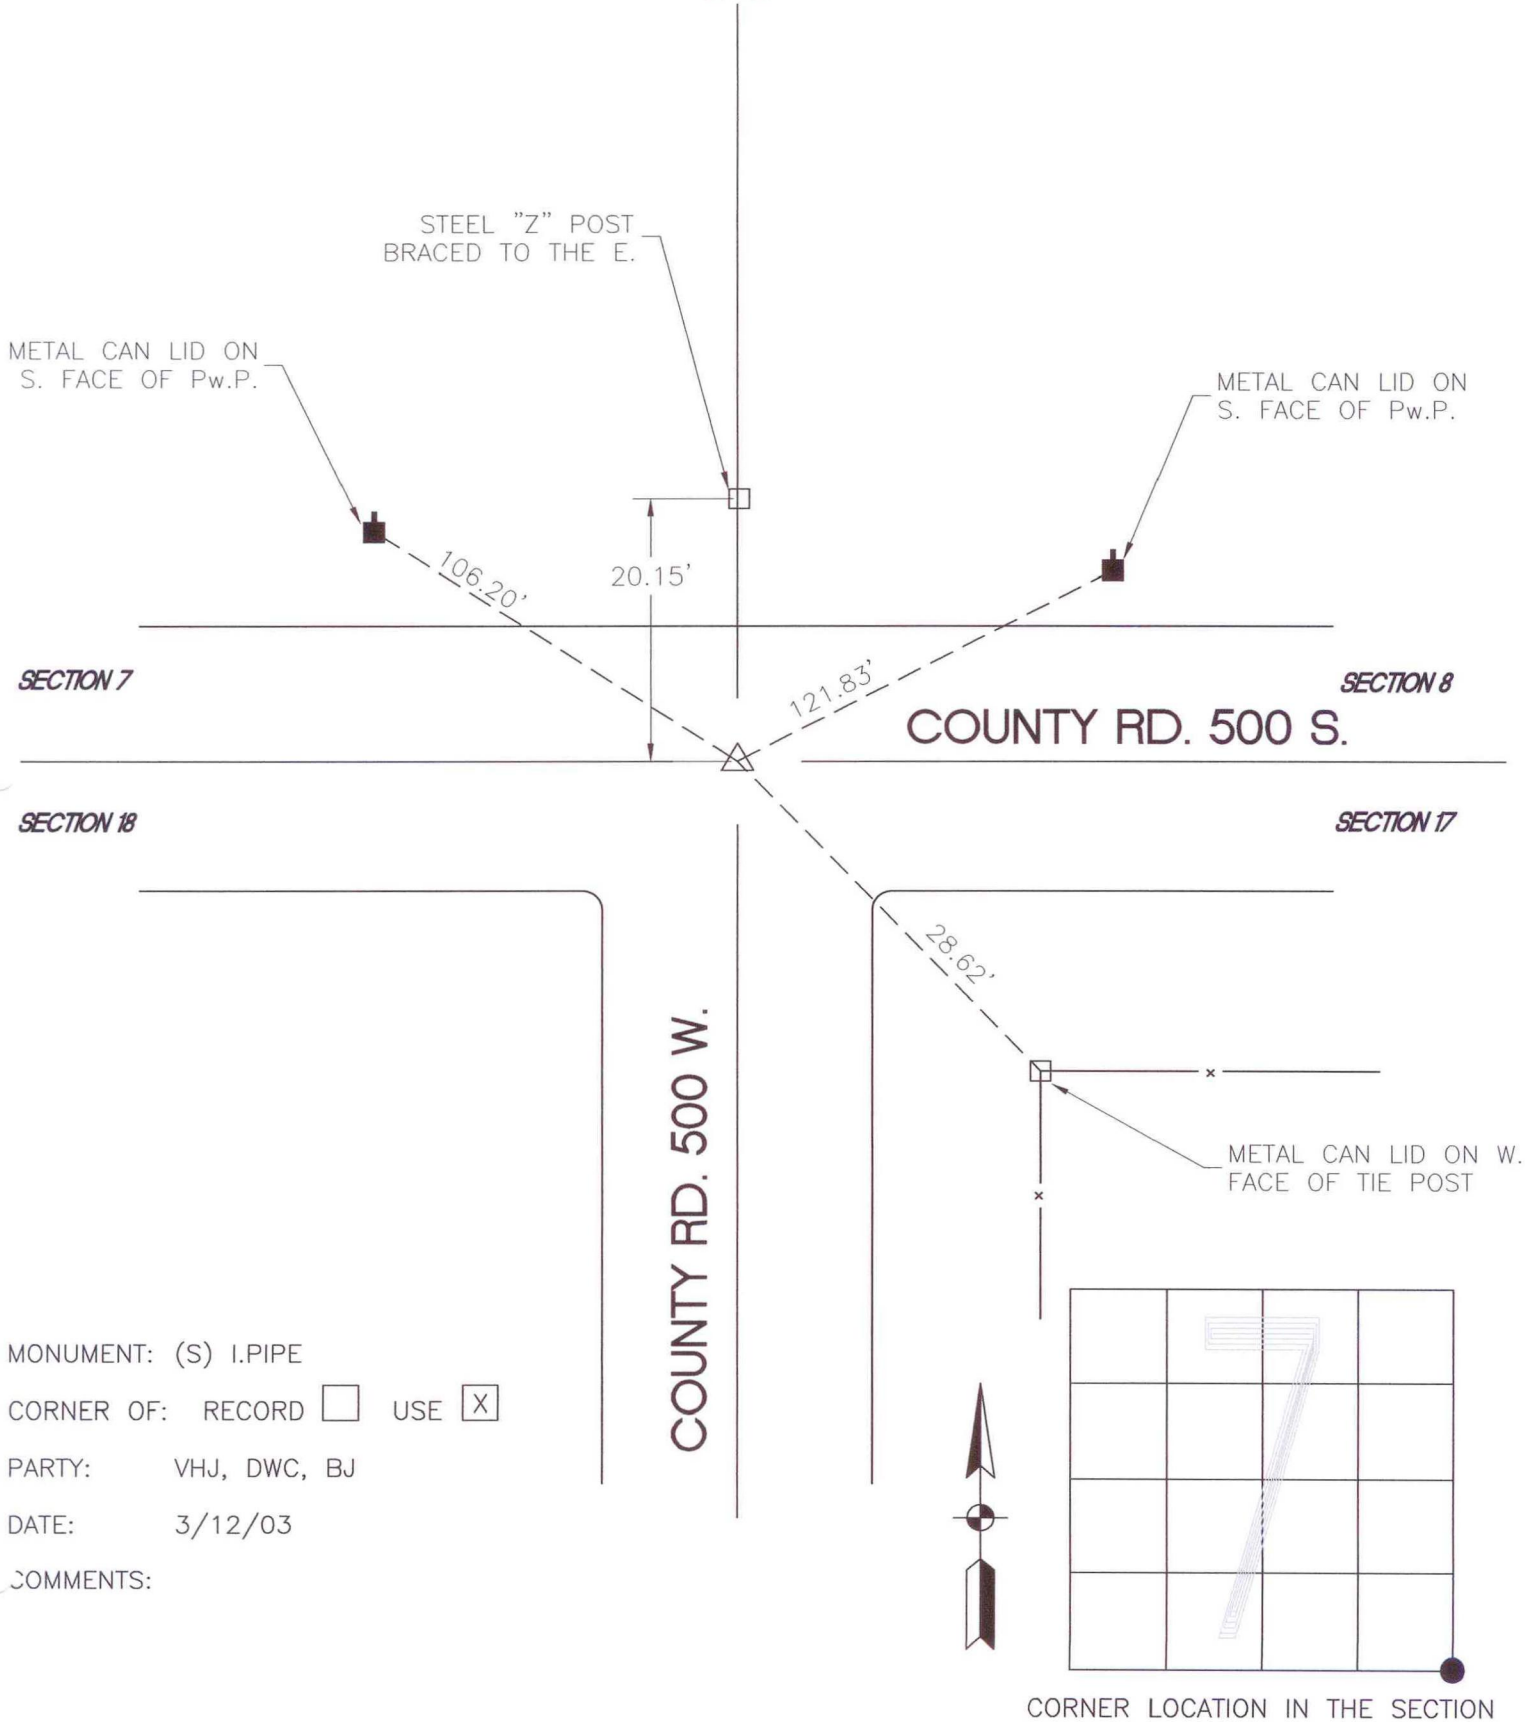 STEEL "Z" POST
BRACED TO THE E.
METAL CAN LID ON
S. FACE OF Pw.P.
METAL CAN LID ON
S. FACE OF Pw.P.
106.20'
20.15'
121.83'
SECTION 7
SECTION 8
COUNTY RD. 500 S.
SECTION 18
SECTION 17
28.62'
COUNTY RD. 500 W.
METAL CAN LID ON W.
FACE OF TIE POST
MONUMENT: (S) I.PIPE
CORNER OF: RECORD USE X
PARTY: VHJ, DWC, BJ
DATE: 3/12/03
COMMENTS:
7
CORNER LOCATION IN THE SECTION